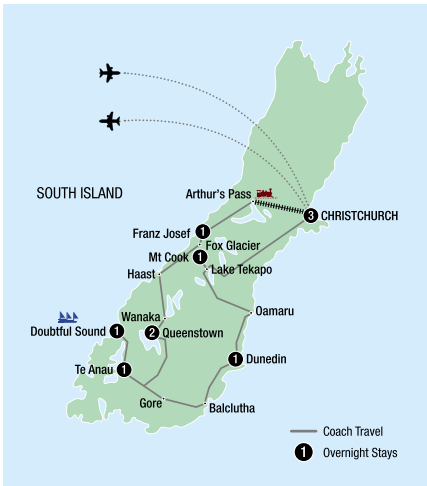 SOUTH ISLAND
Arthur's Pass
3 CHRISTCHURCH
Franz Josef 1
Fox Glacier
Mt Cook 1
Lake Tekapo
Haast
Oamaru
Wanaka
Doubtful Sound 1
2 Queenstown
1 Dunedin
Te Anau 1
Gore
Balclutha
Coach Travel
1 Overnight Stays